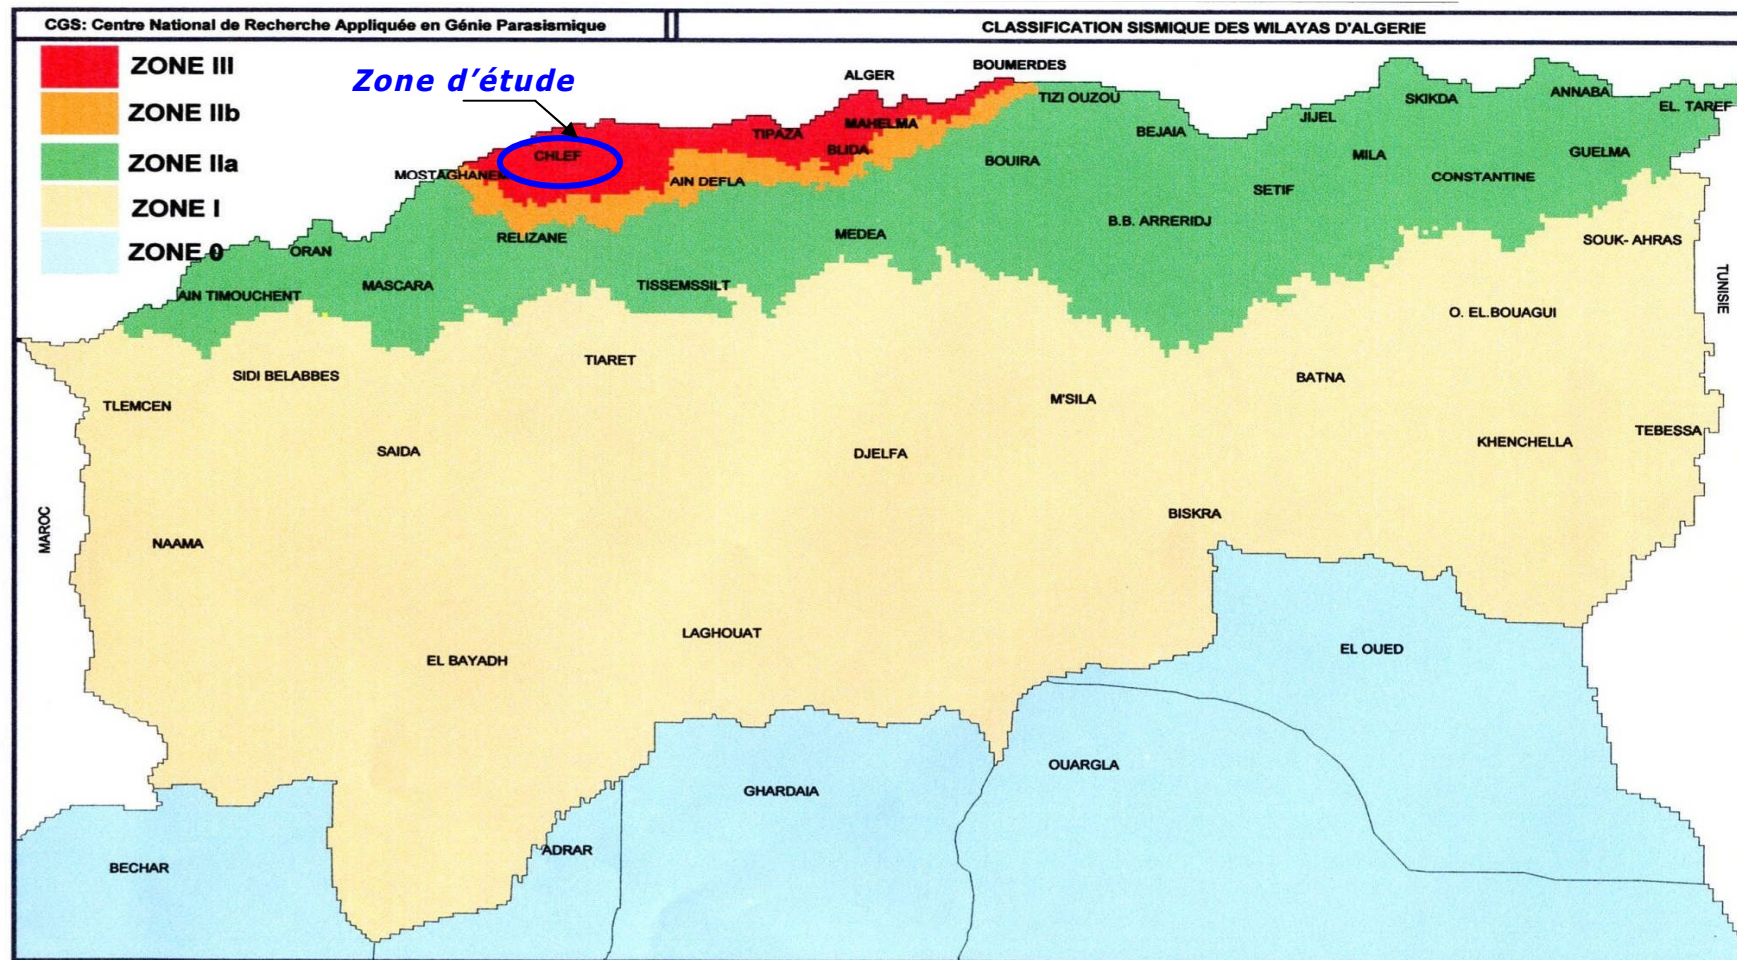 CGS: Centre National de Recherche Appliquée en Génie Parasismique
CLASSIFICATION SISMIQUE DES WILAYAS D'ALGERIE
ZONE III
ZONE IIb
ZONE IIa
ZONE I
ZONE 0
Zone d'étude
ALGER
BOUMERDES
TIZI OUZOU
SKIKDA
ANNABA
EL. TAREF
JIJEL
BEJAIA
TIPAZA
MAHELMA
BLIDA
CHLEF
MOSTAGHANEM
AIN DEFLA
BOUIRA
MILA
GUELMA
SETIF
CONSTANTINE
B.B. ARRERIDJ
MEDEA
RELIZANE
SOUK- AHRAS
ORAN
MASCARA
AIN TIMOUCHENT
TISSEMSSILT
TUNISIE
O. EL.BOUAGUI
TIARET
SIDI BELABBES
BATNA
TLEMCEN
M'SILA
TEBESSA
KHENCHELLA
SAIDA
DJELFA
BISKRA
MAROC
NAAMA
LAGHOUAT
EL OUED
EL BAYADH
OUARGLA
GHARDAIA
ADRAR
BECHAR